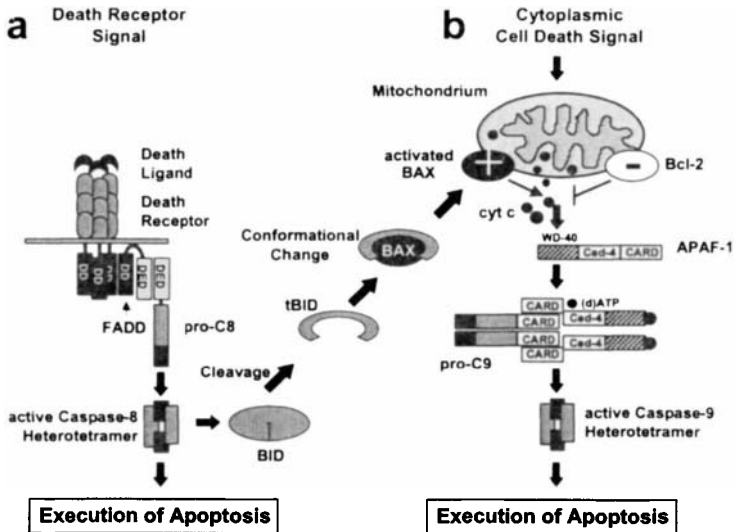 a
Death Receptor
Signal
Death
Ligand
Death
Receptor
DD
DD
DD
DED
DED
FADD
pro-C8
active Caspase-8
Heterotetramer
Execution of Apoptosis
BID
Cleavage
tBID
Conformational
Change
BAX
b
Cytoplasmic
Cell Death Signal
Mitochondrium
activated
BAX
+
-
Bcl-2
cyt c
WD-40
Ced-4
CARD
APAF-1
CARD
(d)ATP
CARD
Ced-4
CARD
Ced-4
CARD
pro-C9
active Caspase-9
Heterotetramer
Execution of Apoptosis